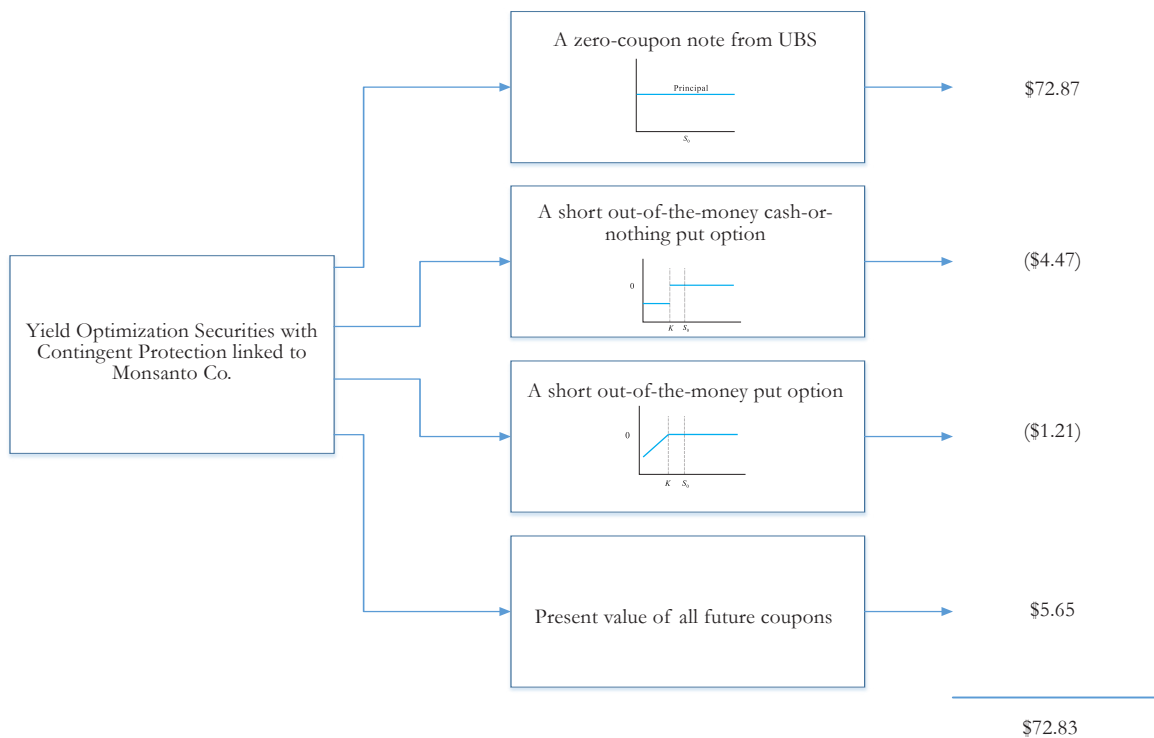 A zero-coupon note from UBS
Principal
S₀
$72.87
A short out-of-the-money cash-or-
nothing put option
0
K S₀
($4.47)
Yield Optimization Securities with
Contingent Protection linked to
Monsanto Co.
A short out-of-the-money put option
0
K S₀
($1.21)
Present value of all future coupons
$5.65
$72.83